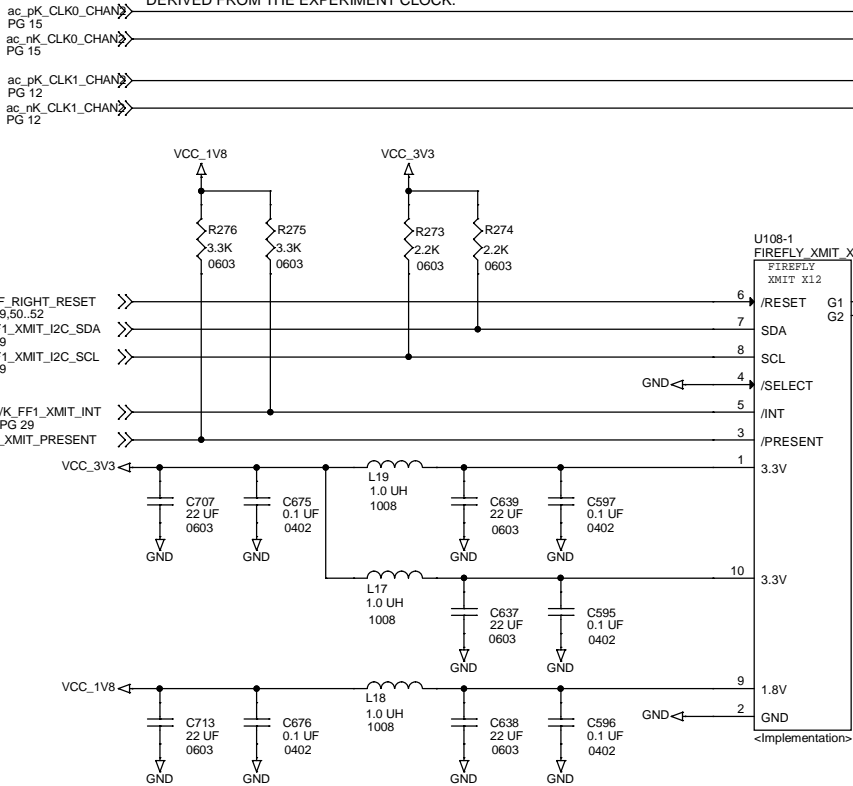 DERIVED FROM THE EXPERIMENT CLOCK.
ac_pK_CLK0_CHAN2
PG 15
ac_nK_CLK0_CHAN2
PG 15
ac_pK_CLK1_CHAN2
PG 12
ac_nK_CLK1_CHAN2
PG 12
VCC_1V8 VCC_3V3
R276 R275 R273 R274
3.3K 3.3K 2.2K 2.2K
0603 0603 0603 0603
U108-1
FIREFLY_XMIT_X
FIREFLY
XMIT X12
F_RIGHT_RESET 6 /RESET G1
9,50..52 G2
1_XMIT_I2C_SDA 7 SDA
9
1_XMIT_I2C_SCL 8 SCL
9
GND 4 /SELECT
/K_FF1_XMIT_INT 5 /INT
PG 29
_XMIT_PRESENT 3 /PRESENT
VCC_3V3 1 3.3V
L19
1.0 UH
1008
C707 C675 C639 C597
22 UF 0.1 UF 22 UF 0.1 UF
0603 0402 0603 0402
GND GND GND GND
10 3.3V
L17
1.0 UH
1008
C637 C595
22 UF 0.1 UF
0603 0402
GND GND
VCC_1V8 9 1.8V
L18
1.0 UH
1008
GND 2 GND
C713 C676 C638 C596
22 UF 0.1 UF 22 UF 0.1 UF
0603 0402 0603 0402
<Implementation>
GND GND GND GND